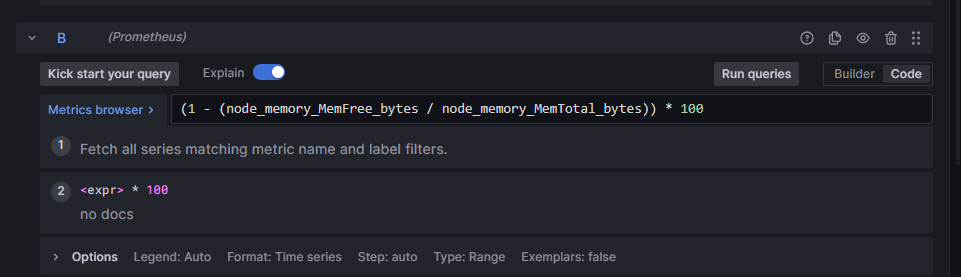 B (Prometheus)
Kick start your query Explain Run queries Builder Code
Metrics browser > (1 - (node_memory_MemFree_bytes / node_memory_MemTotal_bytes)) * 100
1 Fetch all series matching metric name and label filters.
2 <expr> * 100
no docs
> Options Legend: Auto Format: Time series Step: auto Type: Range Exemplars: false